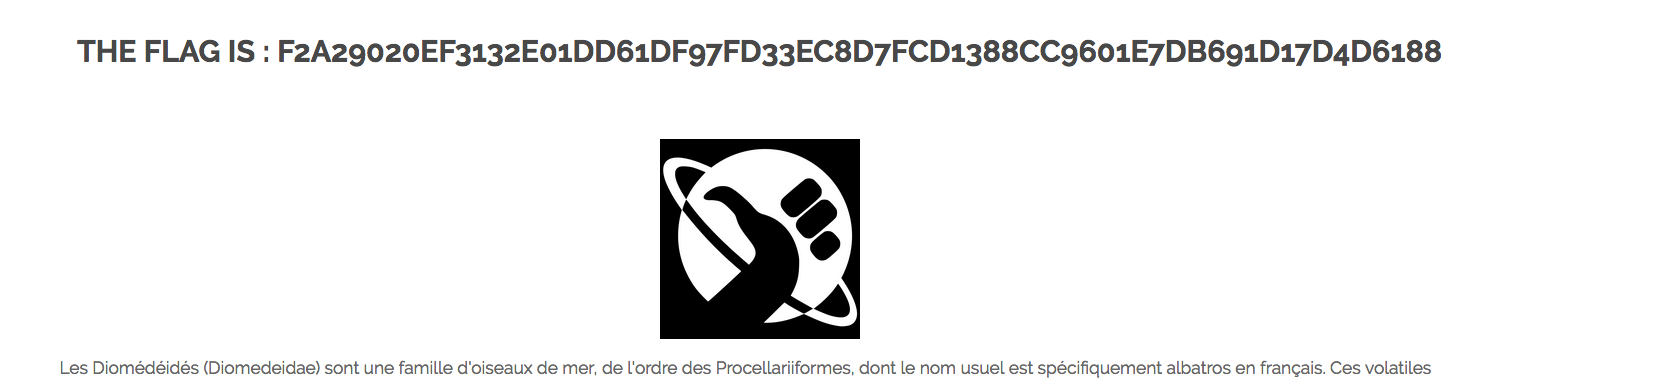 THE FLAG IS : F2A29020EF3132E01DD61DF97FD33EC8D7FCD1388CC9601E7DB691D17D4D6188
Les Diomédéidés (Diomedeidae) sont une famille d'oiseaux de mer, de l'ordre des Procellariiformes, dont le nom usuel est spécifiquement albatros en français. Ces volatiles